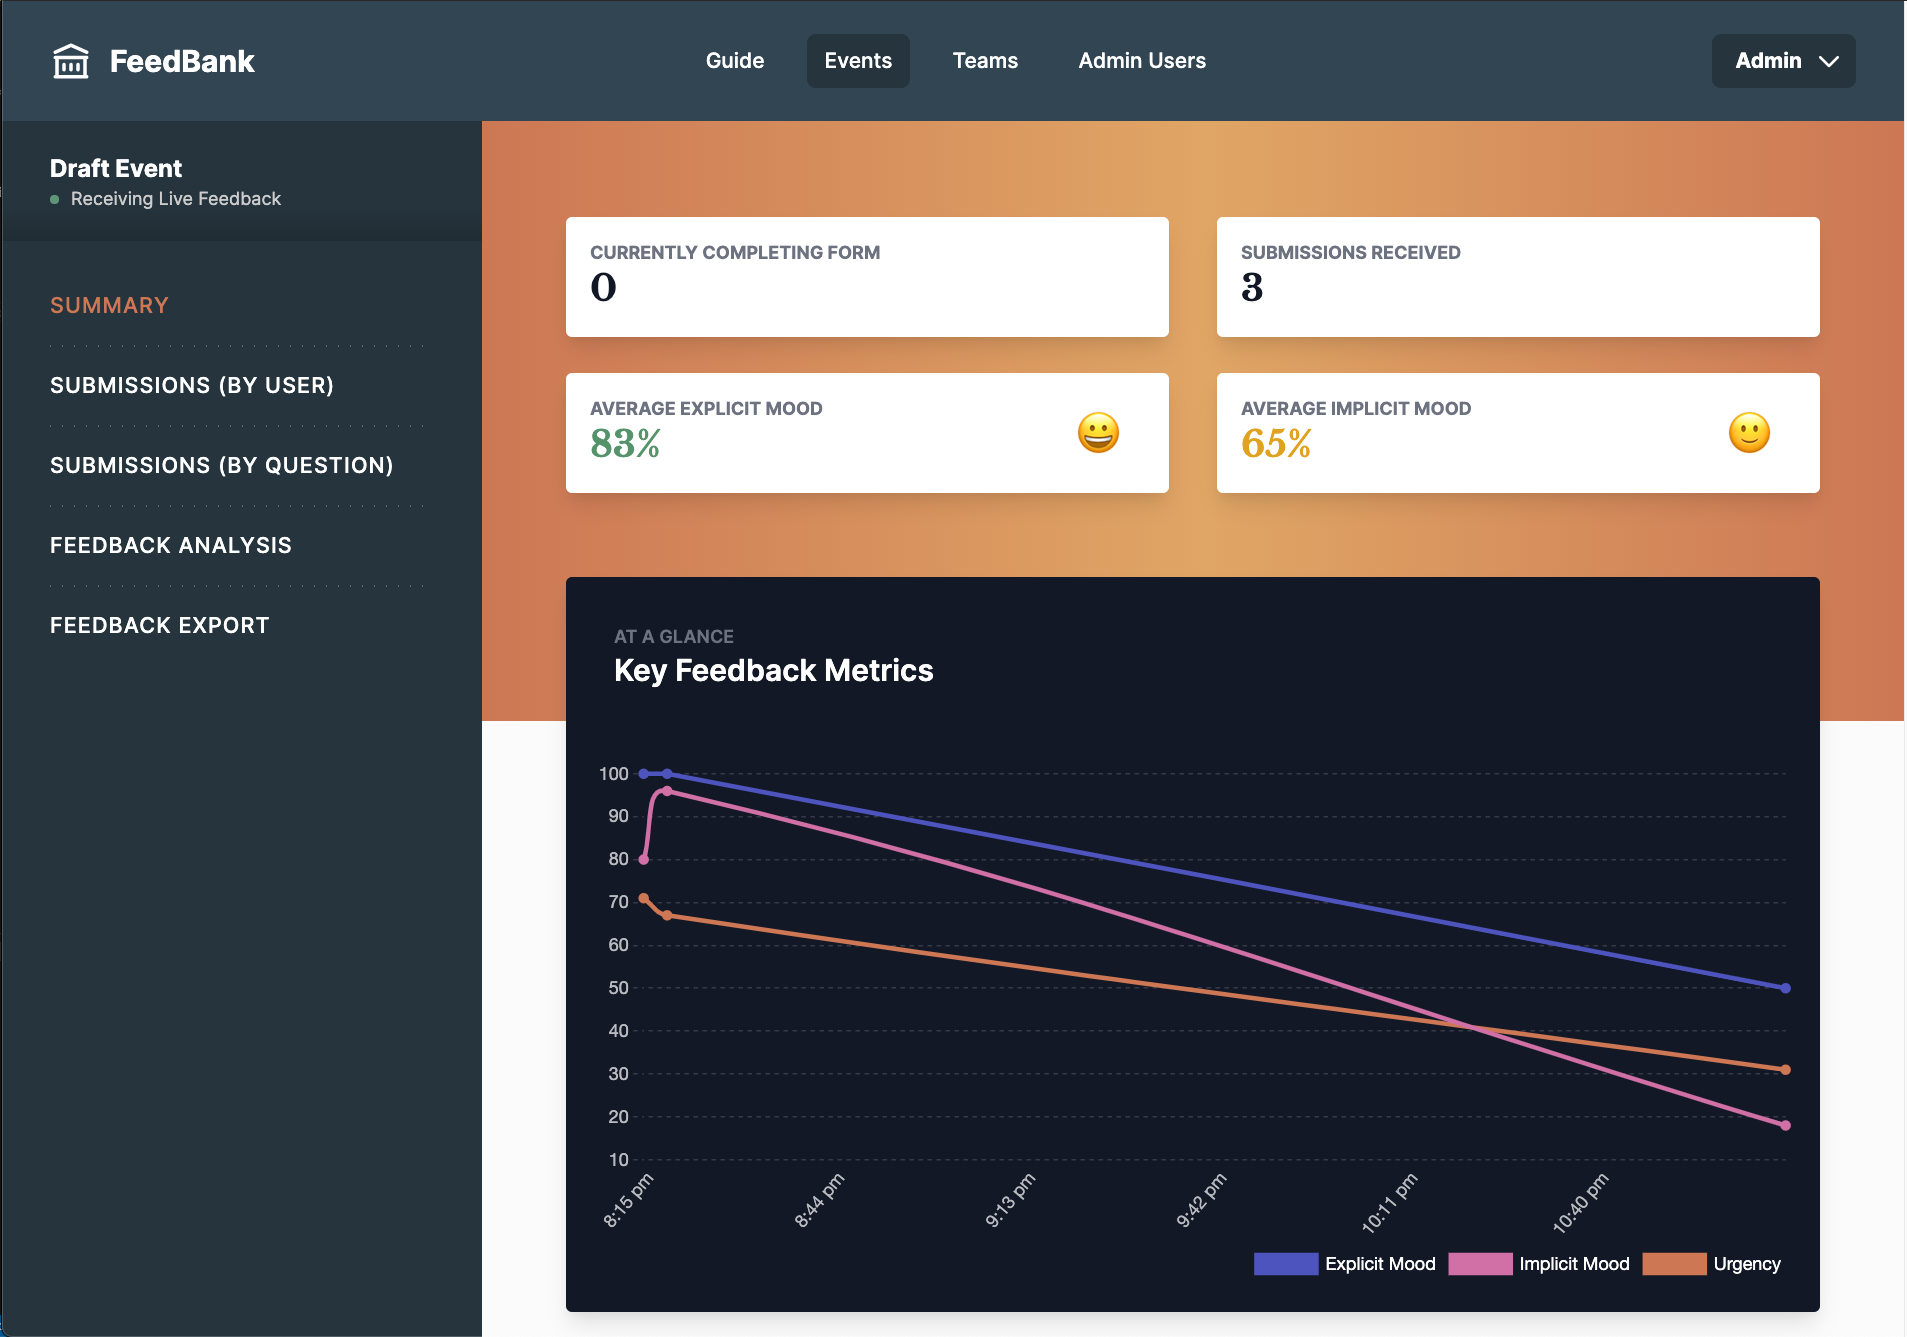 FeedBank
Guide
Events
Teams
Admin Users
Admin
Draft Event
Receiving Live Feedback
SUMMARY
SUBMISSIONS (BY USER)
SUBMISSIONS (BY QUESTION)
FEEDBACK ANALYSIS
FEEDBACK EXPORT
CURRENTLY COMPLETING FORM
0
SUBMISSIONS RECEIVED
3
AVERAGE EXPLICIT MOOD
83%
AVERAGE IMPLICIT MOOD
65%
AT A GLANCE
Key Feedback Metrics
100
90
80
70
60
50
40
30
20
10
8:15 pm
8:44 pm
9:13 pm
9:42 pm
10:11 pm
10:40 pm
Explicit Mood
Implicit Mood
Urgency